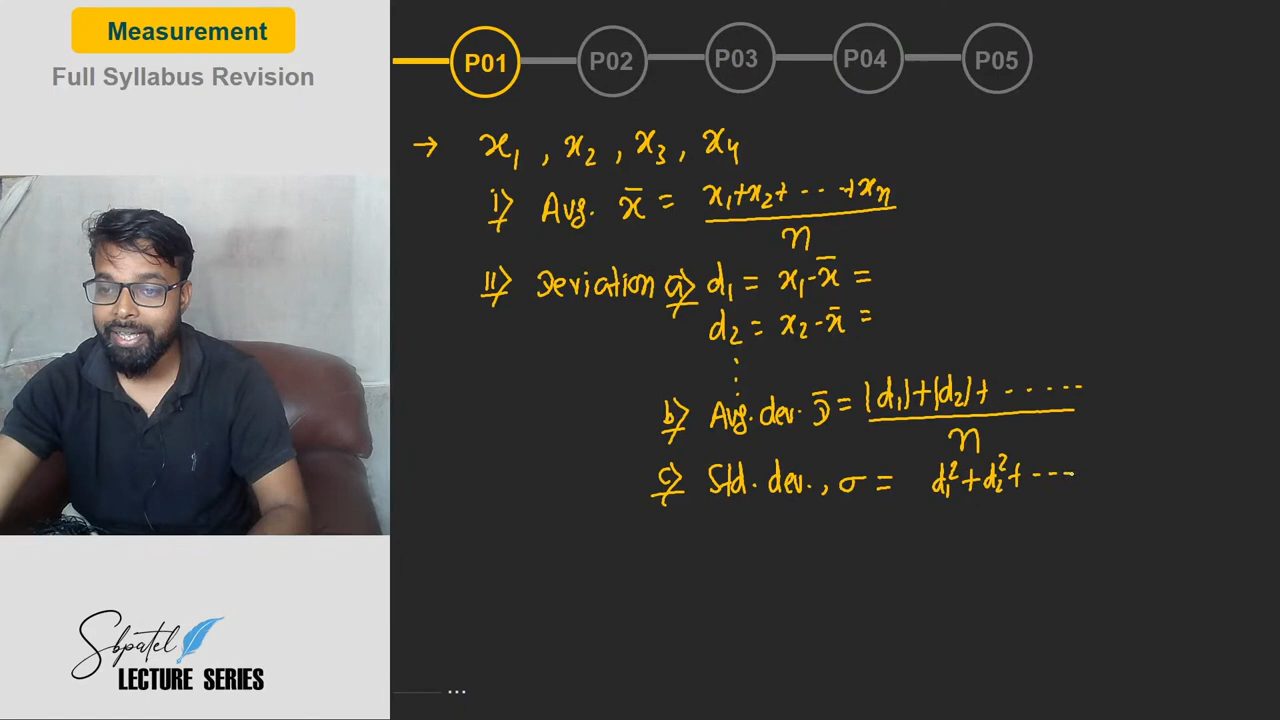 Measurement
Full Syllabus Revision
P01 P02 P03 P04 P05
→ x₁, x₂, x₃, x₄
i) Avg. x̄ = (x₁+x₂+ ... +xₙ)/n
ii) Deviation a) d₁ = x₁-x̄ =
d₂ = x₂-x̄ =
⋮
b) Avg. dev. D̄ = (|d₁|+|d₂|+ ......)/n
c) Std. dev., σ = d₁²+d₂²+ ----
Sbpatel
LECTURE SERIES
...